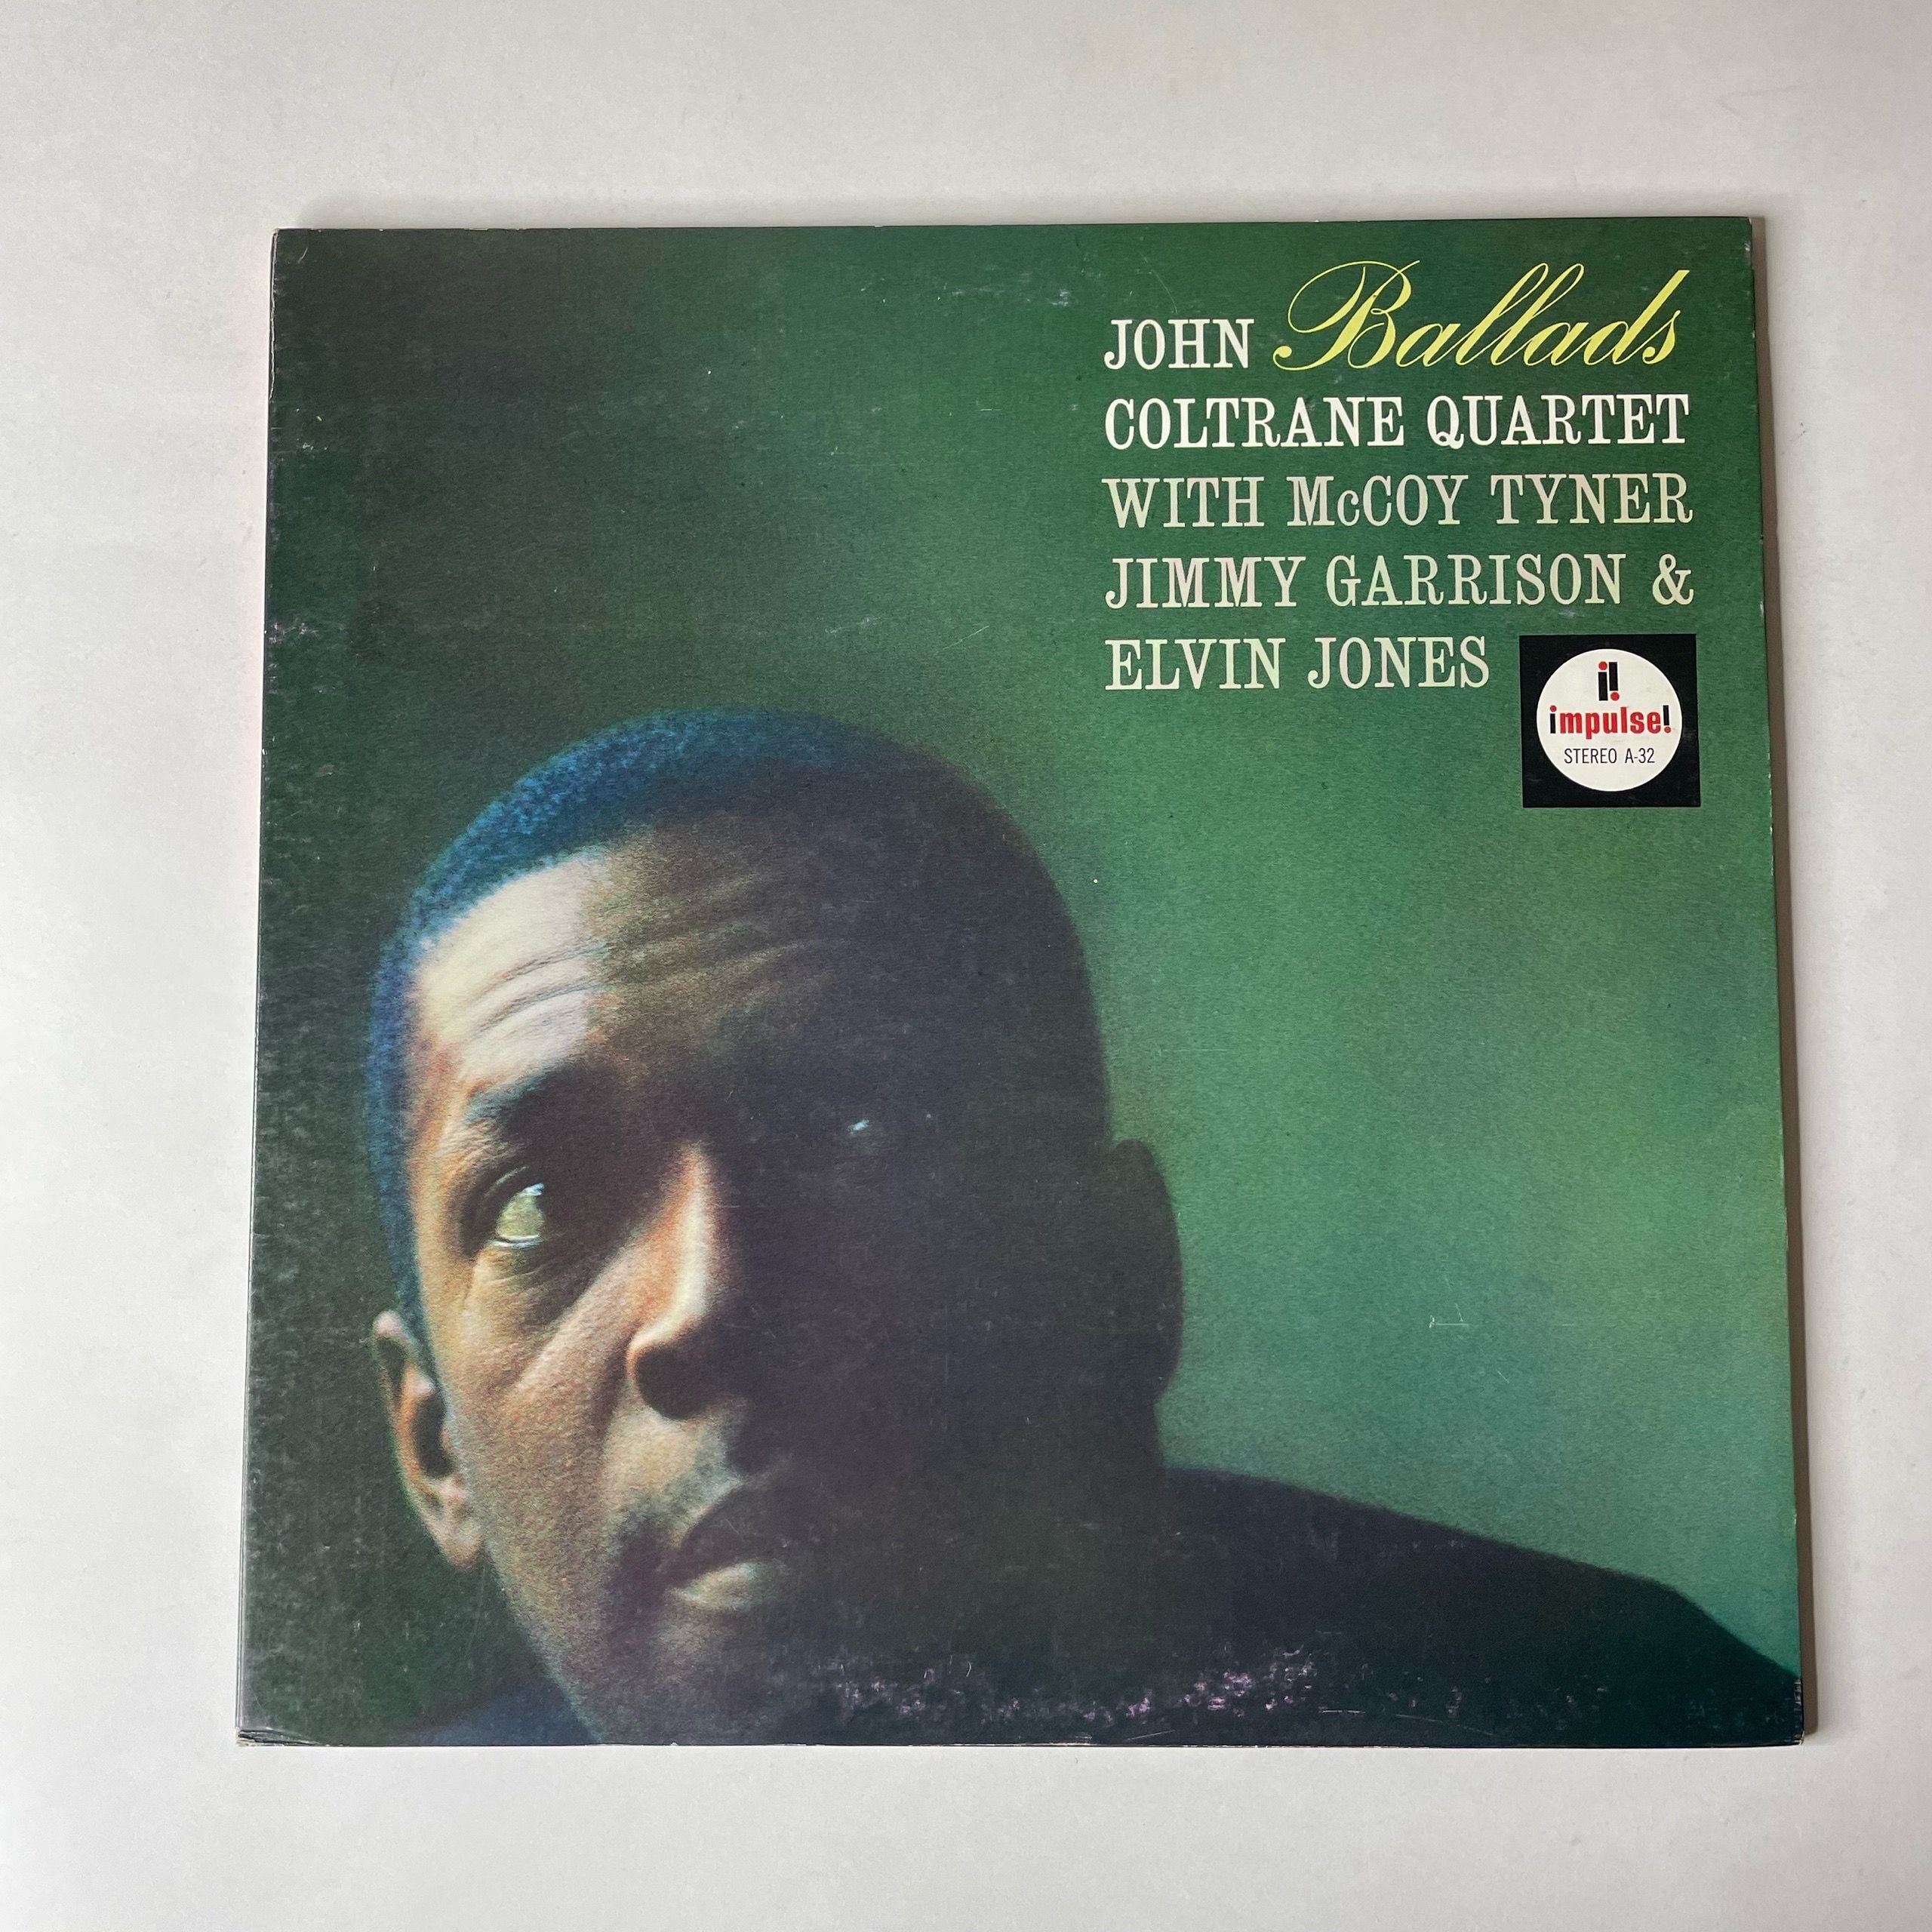 JOHN Ballads
COLTRANE QUARTET
WITH McCOY TYNER
JIMMY GARRISON &
ELVIN JONES
i!
impulse!
STEREO A-32